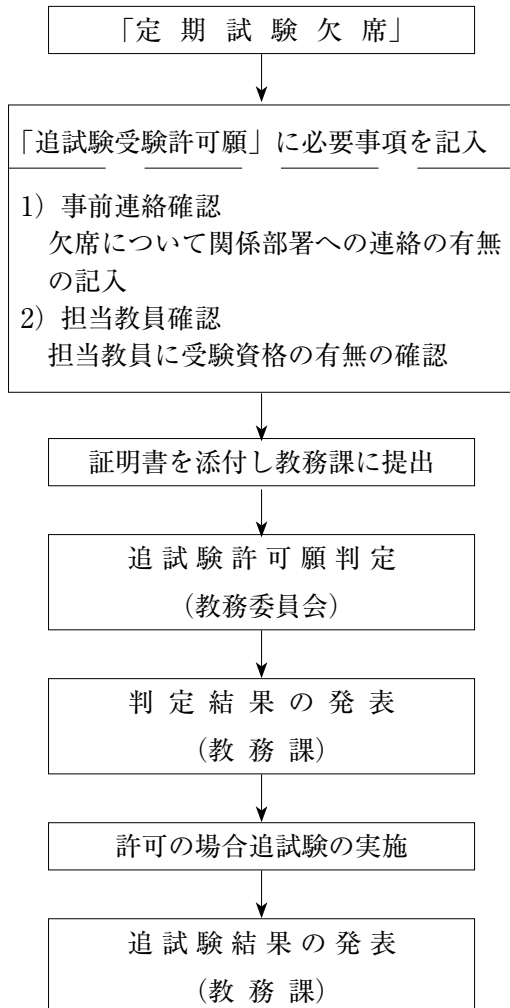 「定期試験欠席」
「追試験受験許可願」に必要事項を記入
1）事前連絡確認
欠席について関係部署への連絡の有無
の記入
2）担当教員確認
担当教員に受験資格の有無の確認
証明書を添付し教務課に提出
追試験許可願判定
（教務委員会）
判定結果の発表
（教務課）
許可の場合追試験の実施
追試験結果の発表
（教務課）